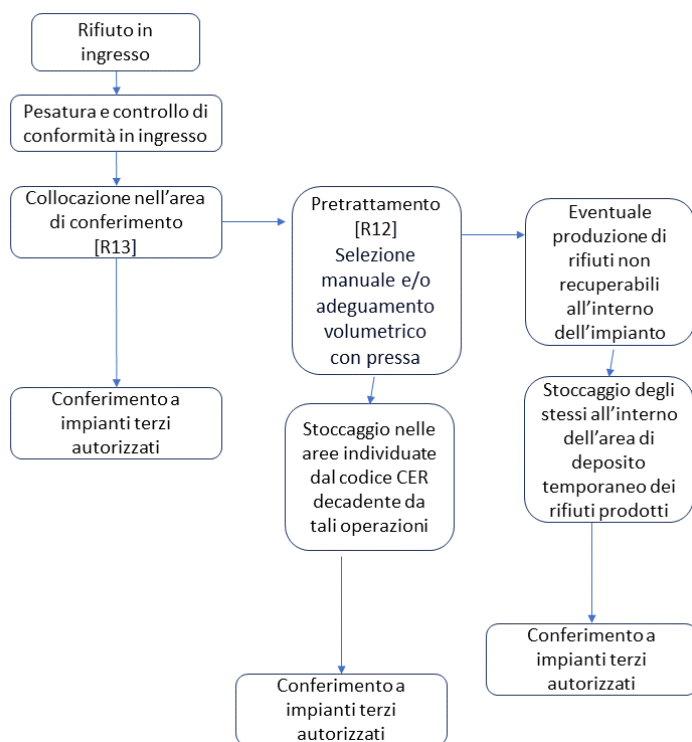 Rifiuto in
ingresso
Pesatura e controllo di
conformità in ingresso
Collocazione nell'area
di conferimento
[R13]
Conferimento a
impianti terzi
autorizzati
Pretrattamento
[R12]
Selezione
manuale e/o
adeguamento
volumetrico
con pressa
Stoccaggio nelle
aree individuate
dal codice CER
decadente da
tali operazioni
Conferimento a
impianti terzi
autorizzati
Eventuale
produzione di
rifiuti non
recuperabili
all'interno
dell'impianto
Stoccaggio degli
stessi all'interno
dell'area di
deposito
temporaneo dei
rifiuti prodotti
Conferimento a
impianti terzi
autorizzati